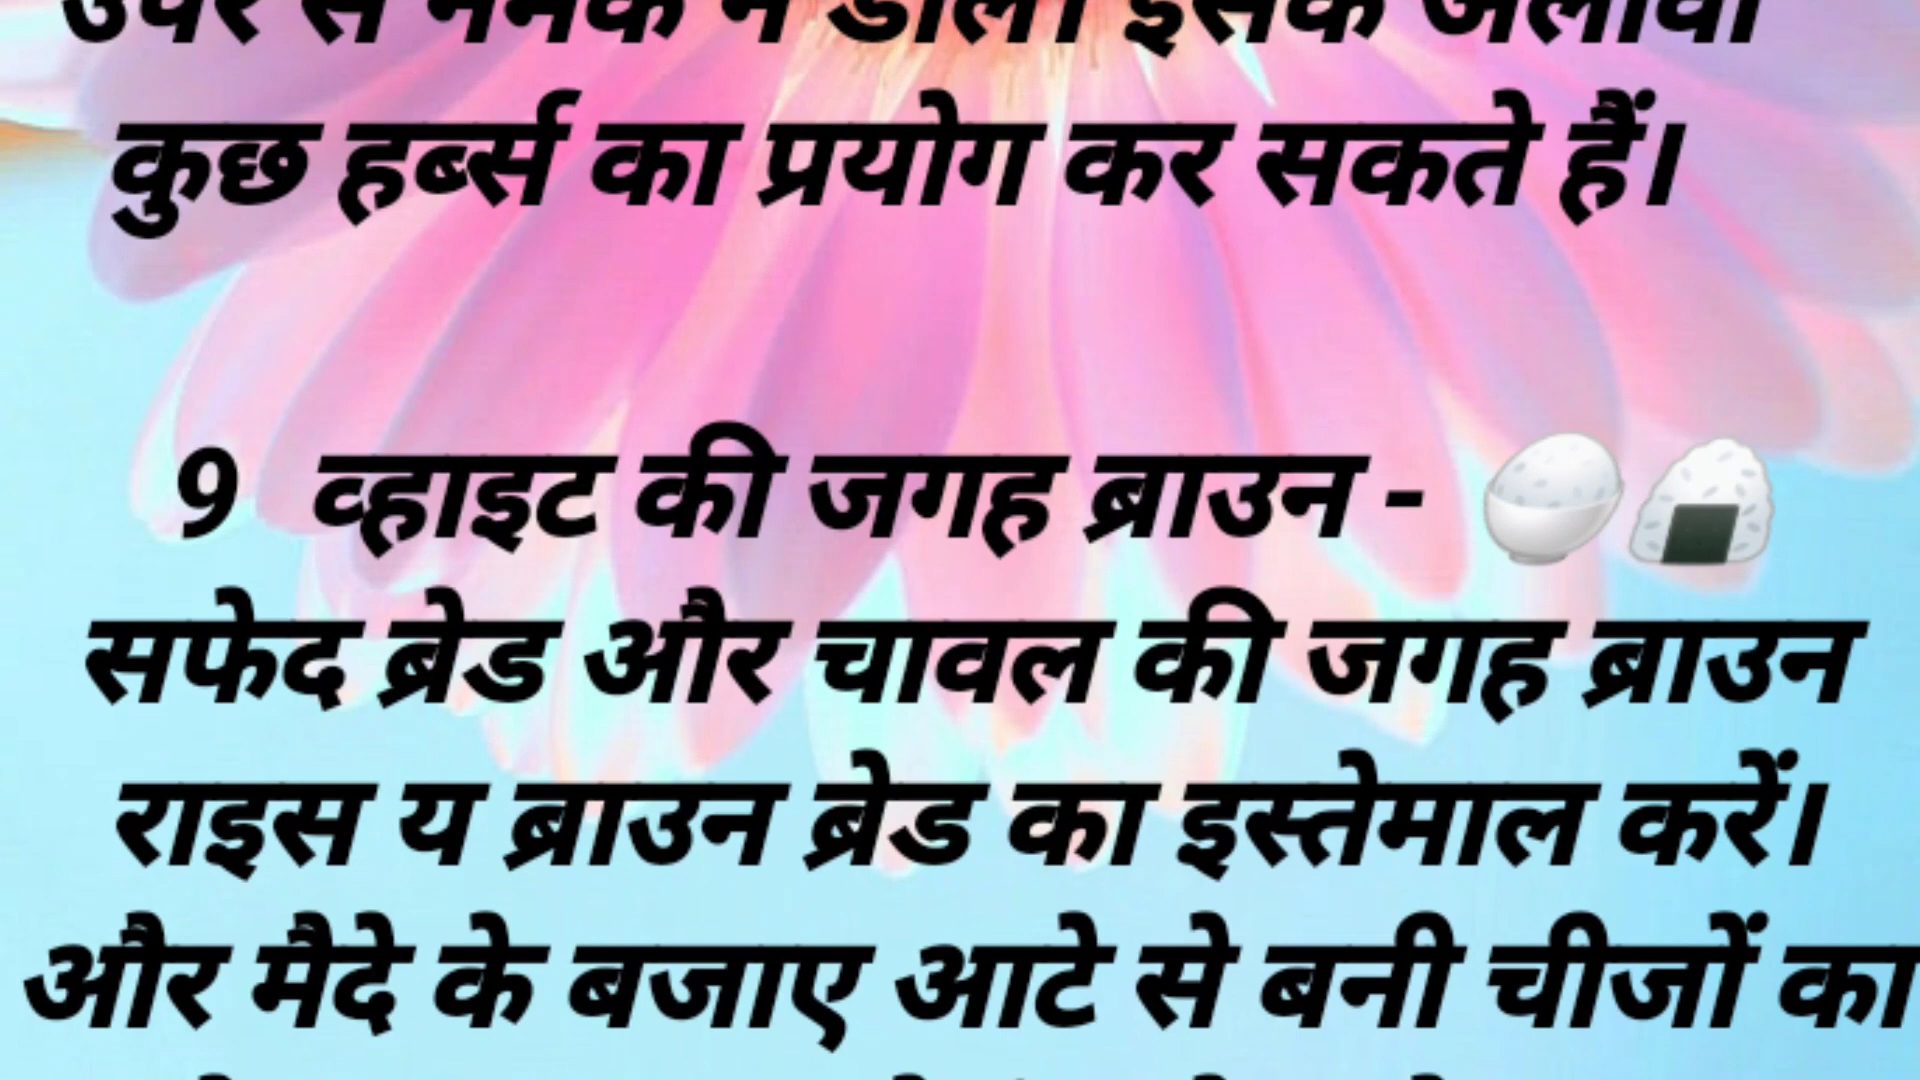 उपर से नमक न डालें। इसके अलावा
कुछ हर्ब्स का प्रयोग कर सकते हैं।
9 व्हाइट की जगह ब्राउन - 🍚🍙
सफेद ब्रेड और चावल की जगह ब्राउन
राइस य ब्राउन ब्रेड का इस्तेमाल करें।
और मैदे के बजाए आटे से बनी चीजों का